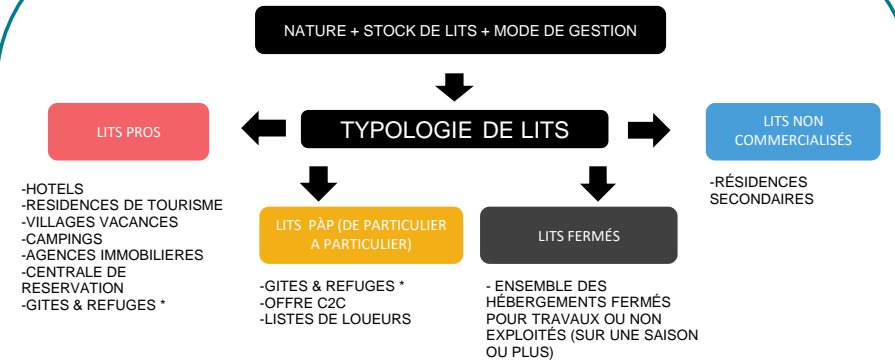 NATURE + STOCK DE LITS + MODE DE GESTION
TYPOLOGIE DE LITS
LITS PROS
-HOTELS
-RESIDENCES DE TOURISME
-VILLAGES VACANCES
-CAMPINGS
-AGENCES IMMOBILIERES
-CENTRALE DE
RESERVATION
-GITES & REFUGES *
LITS PÀP (DE PARTICULIER
A PARTICULIER)
-GITES & REFUGES *
-OFFRE C2C
-LISTES DE LOUEURS
LITS FERMÉS
- ENSEMBLE DES
HÉBERGEMENTS FERMÉS
POUR TRAVAUX OU NON
EXPLOITÉS (SUR UNE SAISON
OU PLUS)
LITS NON
COMMERCIALISÉS
-RÉSIDENCES
SECONDAIRES